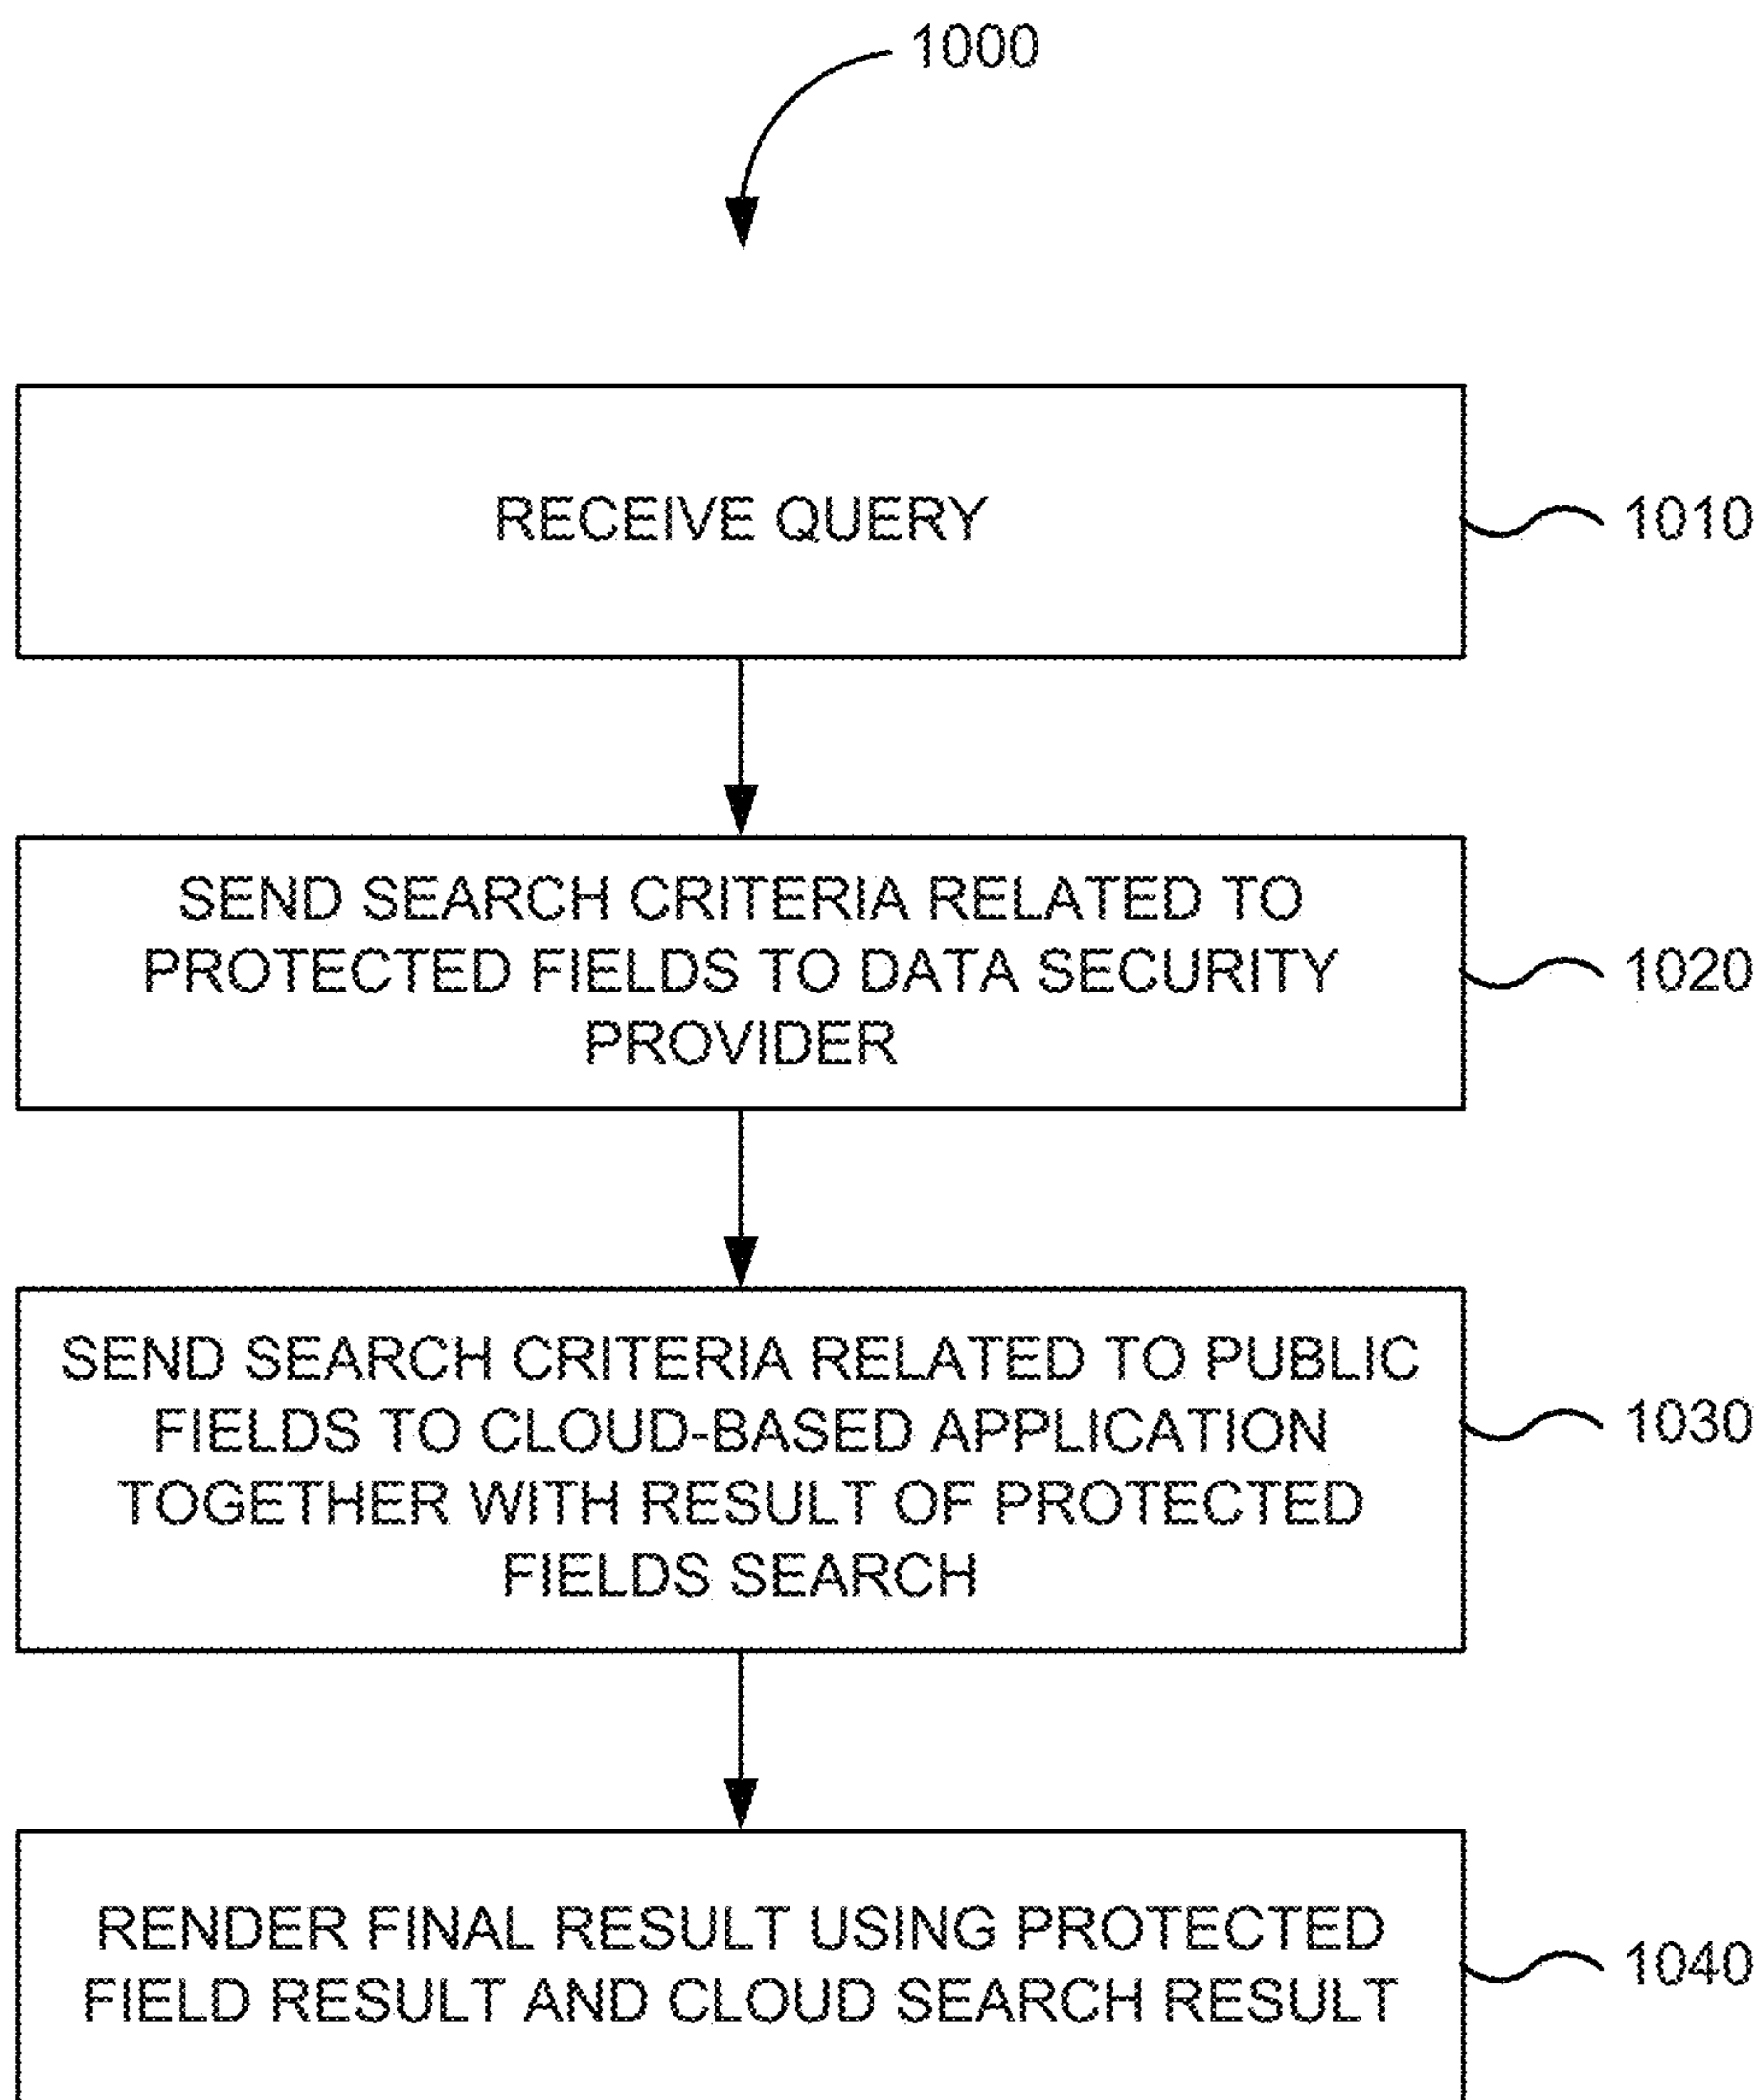 1000
RECEIVE QUERY
1010
SEND SEARCH CRITERIA RELATED TO
PROTECTED FIELDS TO DATA SECURITY
PROVIDER
1020
SEND SEARCH CRITERIA RELATED TO PUBLIC
FIELDS TO CLOUD-BASED APPLICATION
TOGETHER WITH RESULT OF PROTECTED
FIELDS SEARCH
1030
RENDER FINAL RESULT USING PROTECTED
FIELD RESULT AND CLOUD SEARCH RESULT
1040